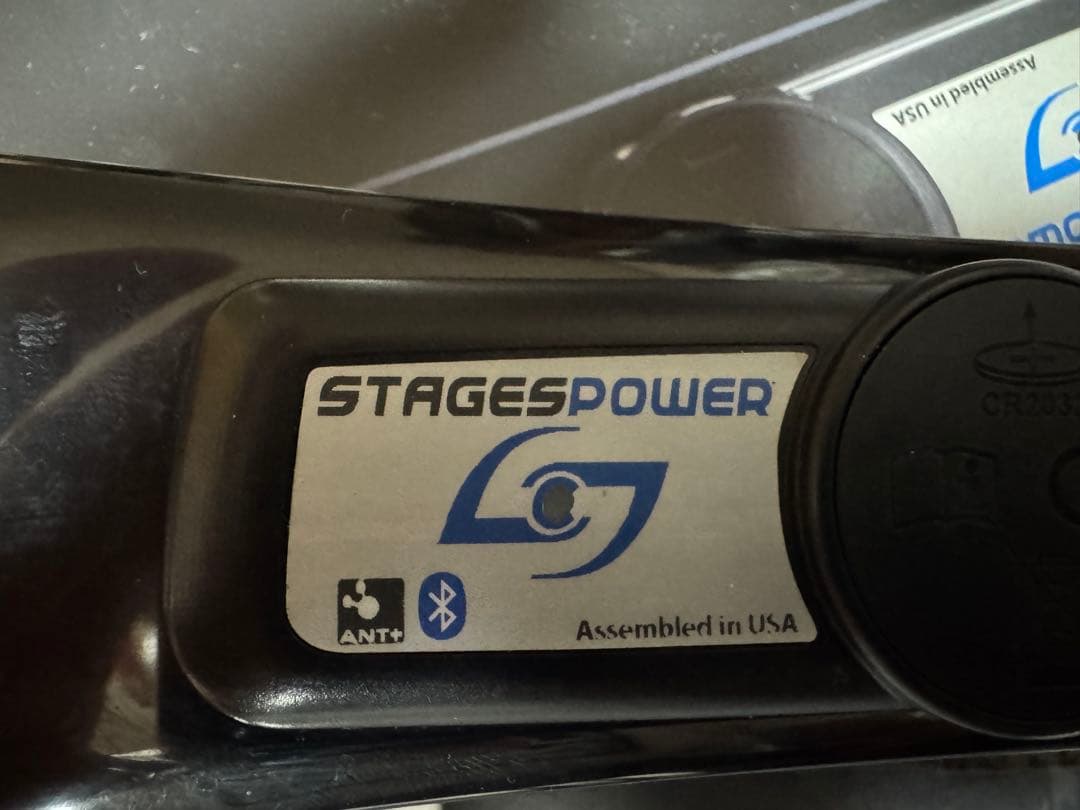 Assembled in USA
STAGESPOWER
ANT+
Assembled in USA